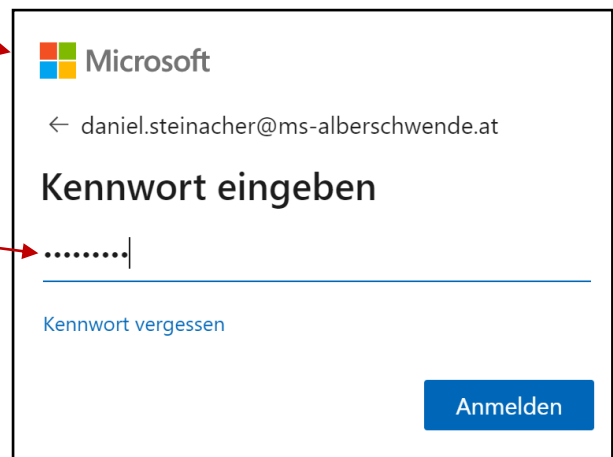 Microsoft
← daniel.steinacher@ms-alberschwende.at
Kennwort eingeben
•••••••••
Kennwort vergessen
Anmelden